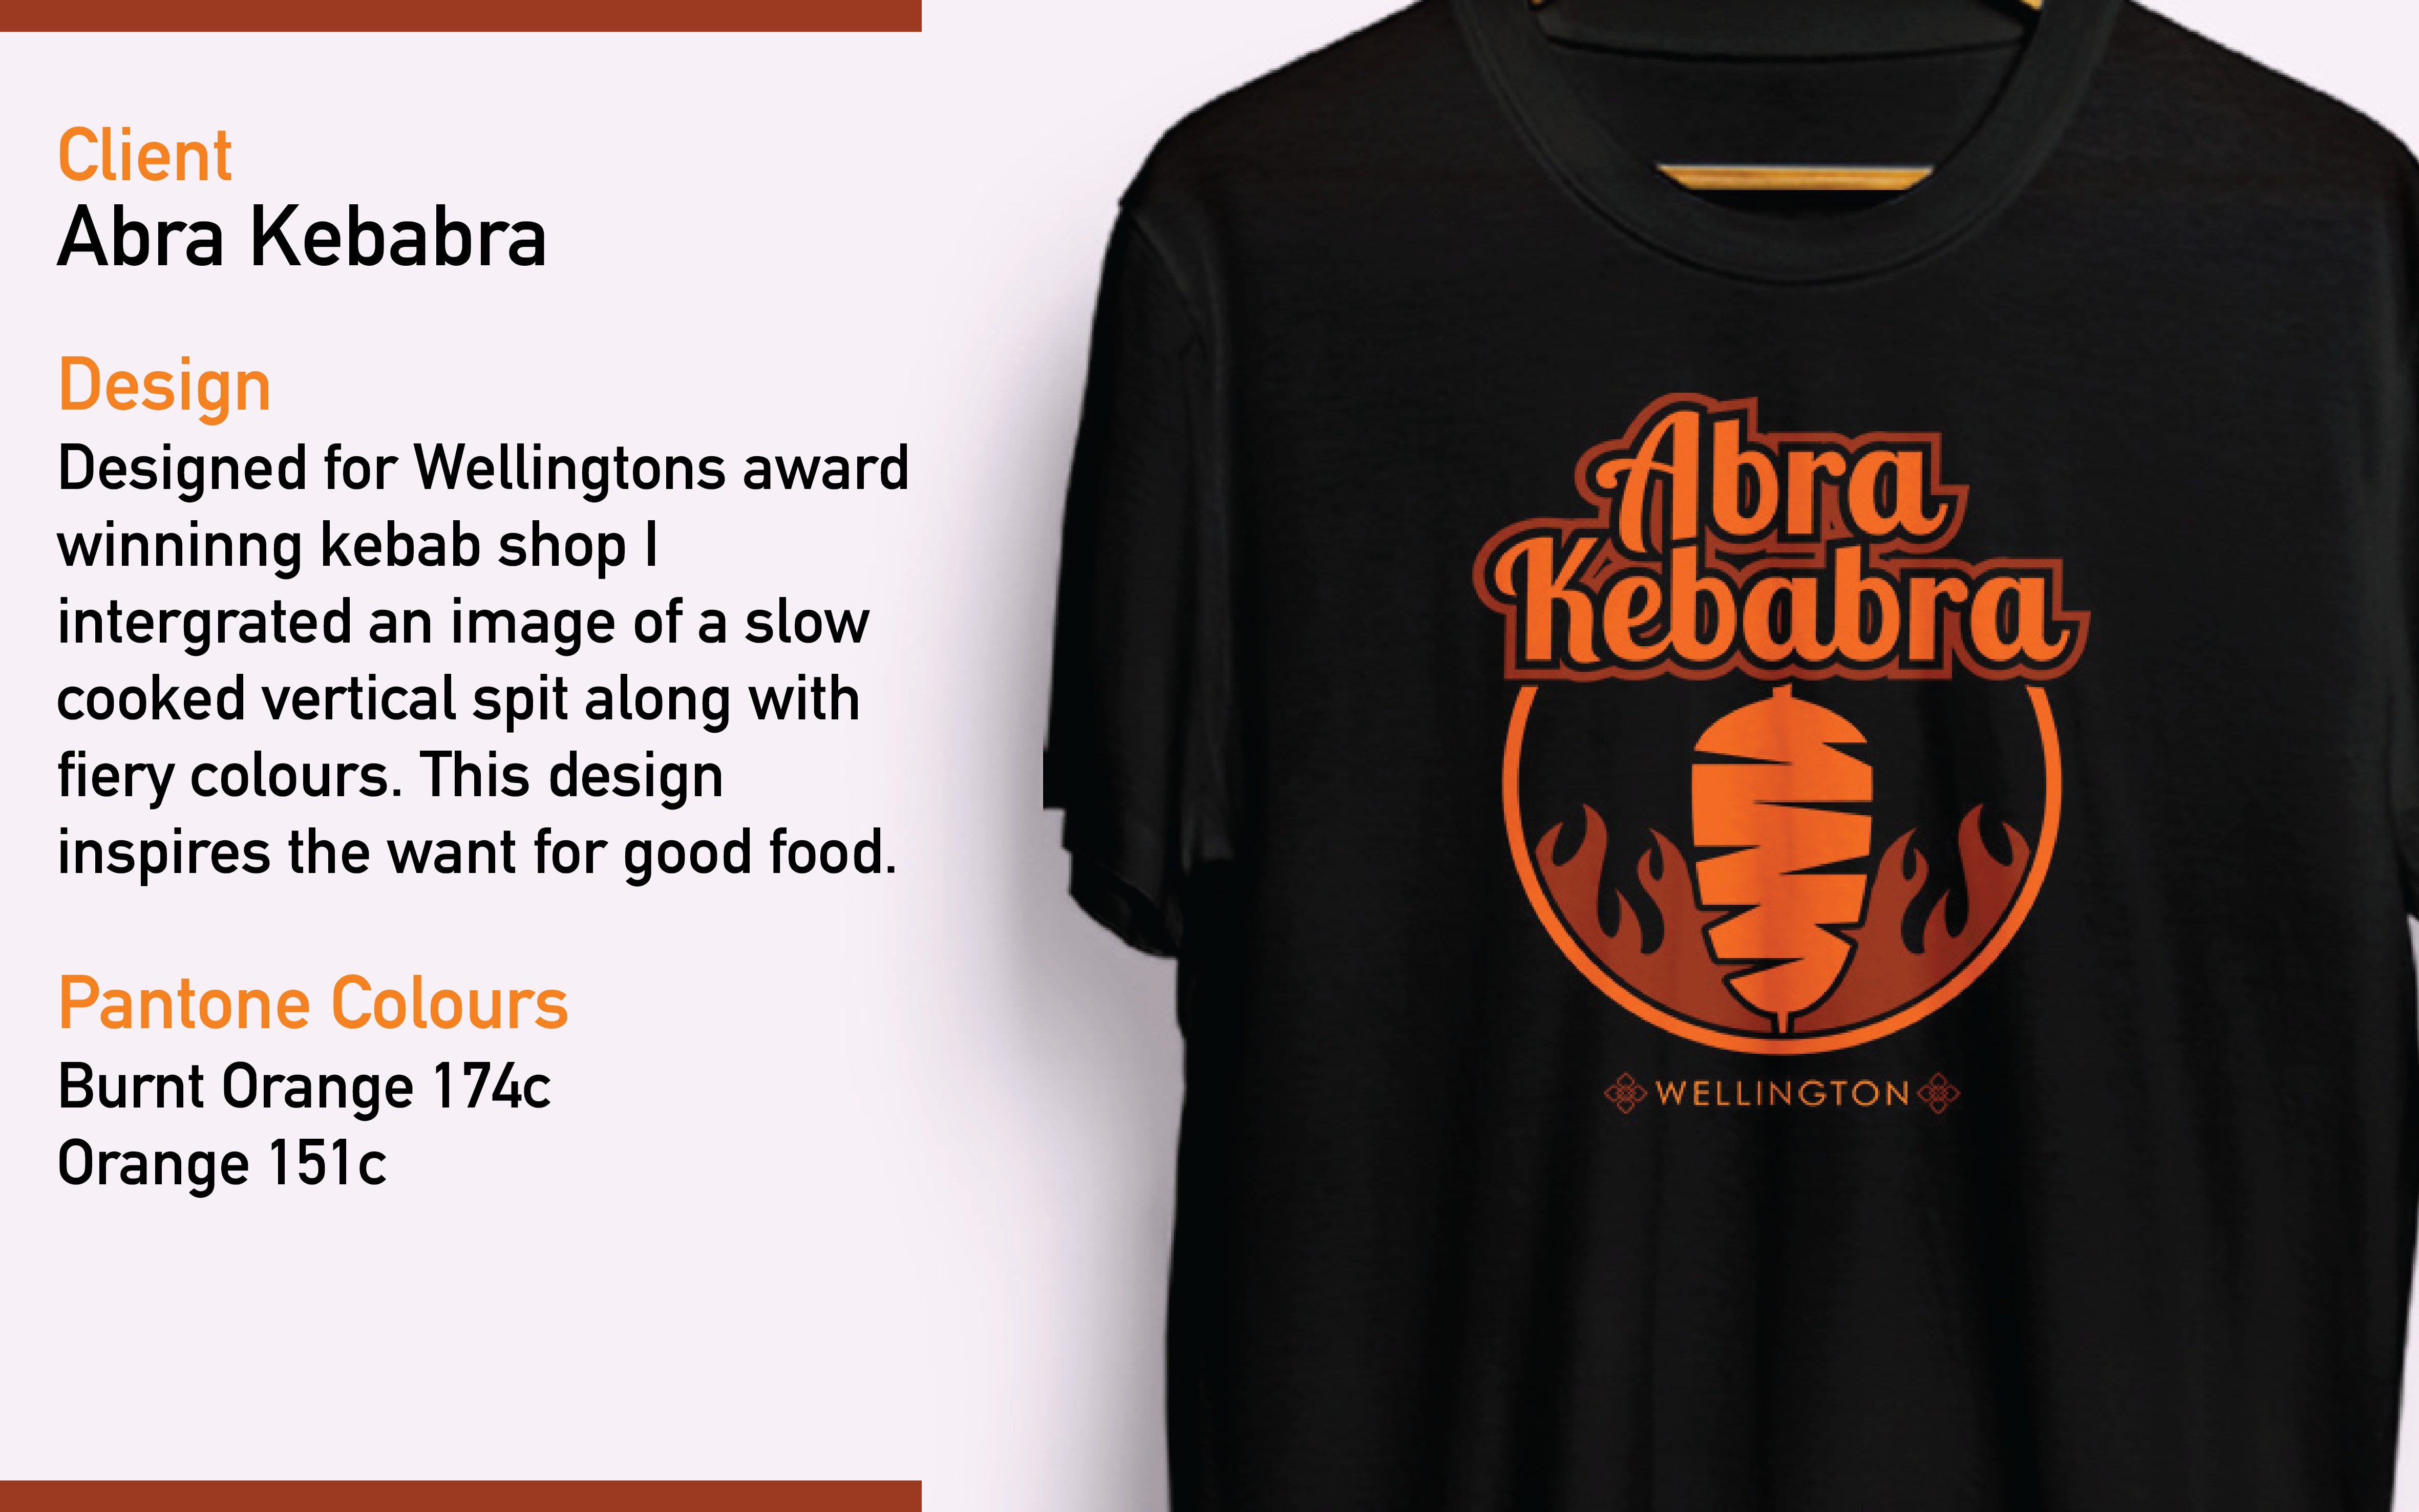 Client
Abra Kebabra
Design
Designed for Wellingtons award
winninng kebab shop I
intergrated an image of a slow
cooked vertical spit along with
fiery colours. This design
inspires the want for good food.
Pantone Colours
Burnt Orange 174c
Orange 151c
Abra
Kebabra
WELLINGTON